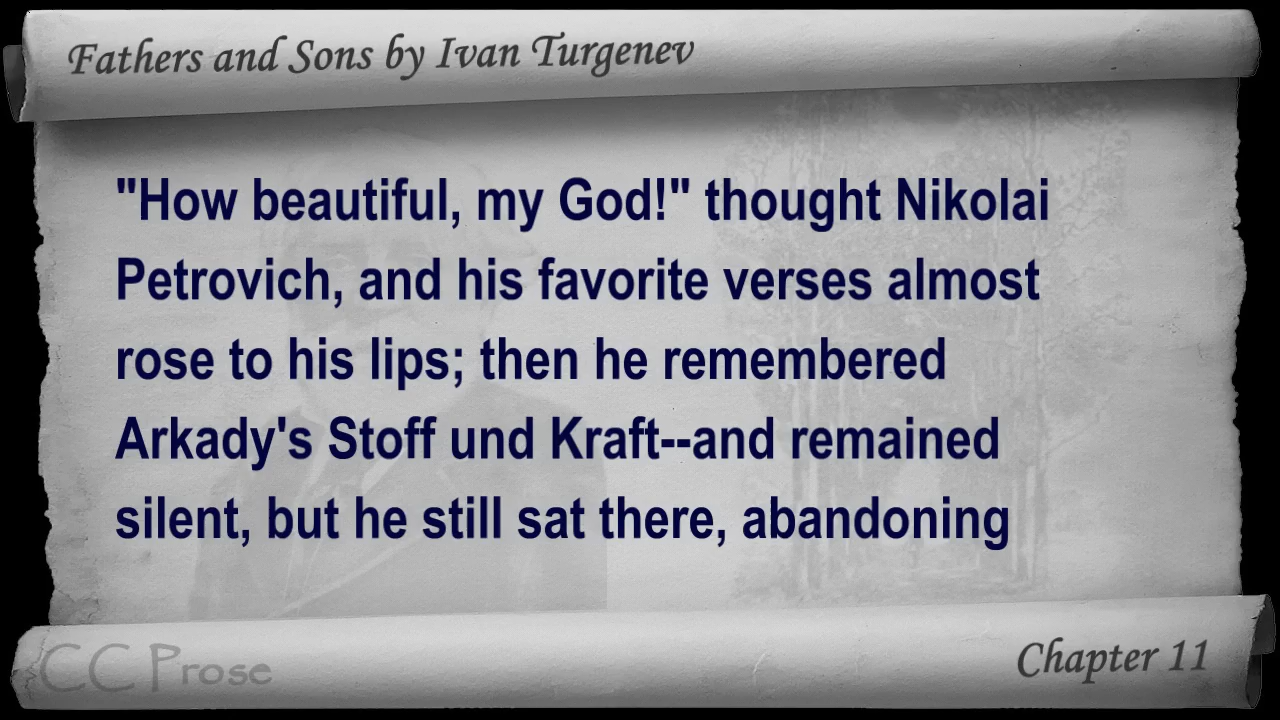 Fathers and Sons by Ivan Turgenev
"How beautiful, my God!" thought Nikolai
Petrovich, and his favorite verses almost
rose to his lips; then he remembered
Arkady's Stoff und Kraft--and remained
silent, but he still sat there, abandoning
CC Prose
Chapter 11